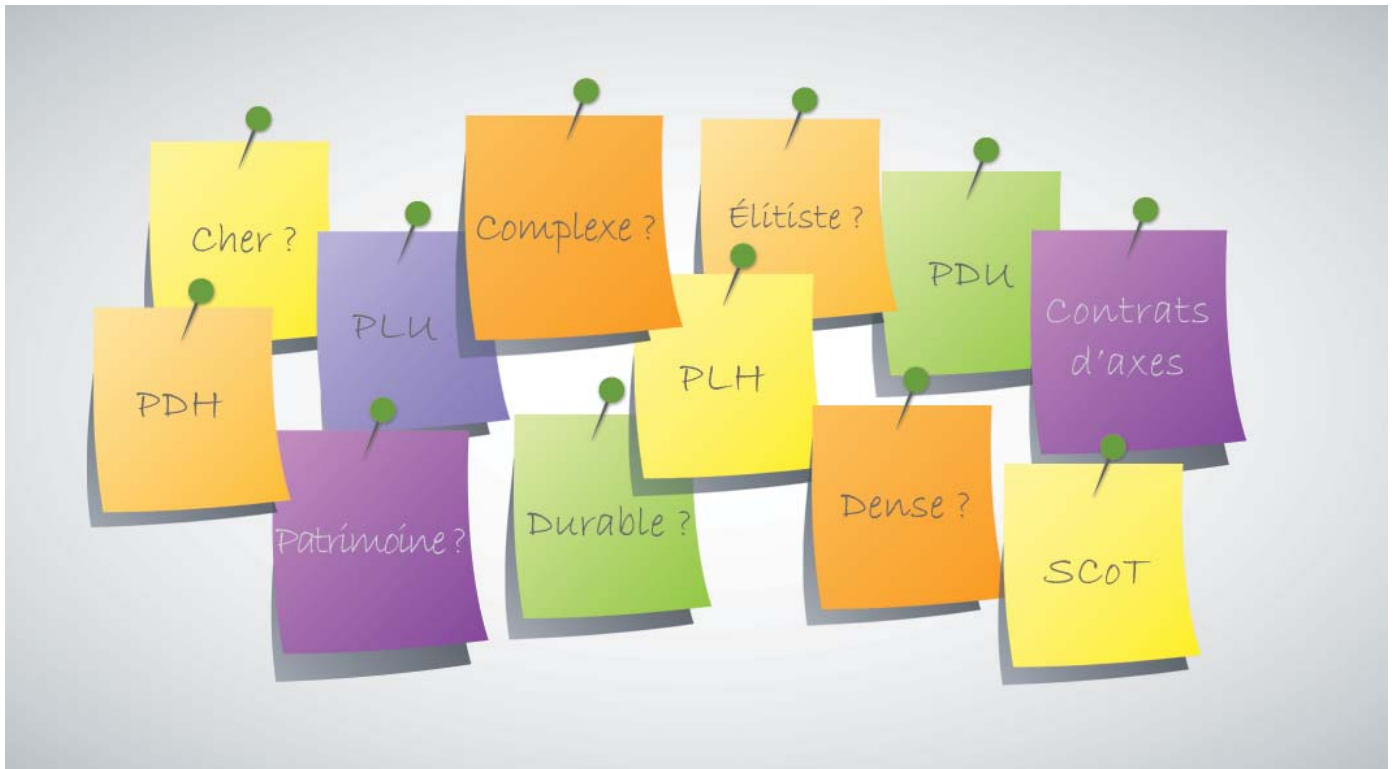 Cher ?
Complexe ?
Élitiste ?
PDU
Contrats
d'axes
PLU
PDH
PLH
Patrimoine ?
Durable ?
Dense ?
SCoT